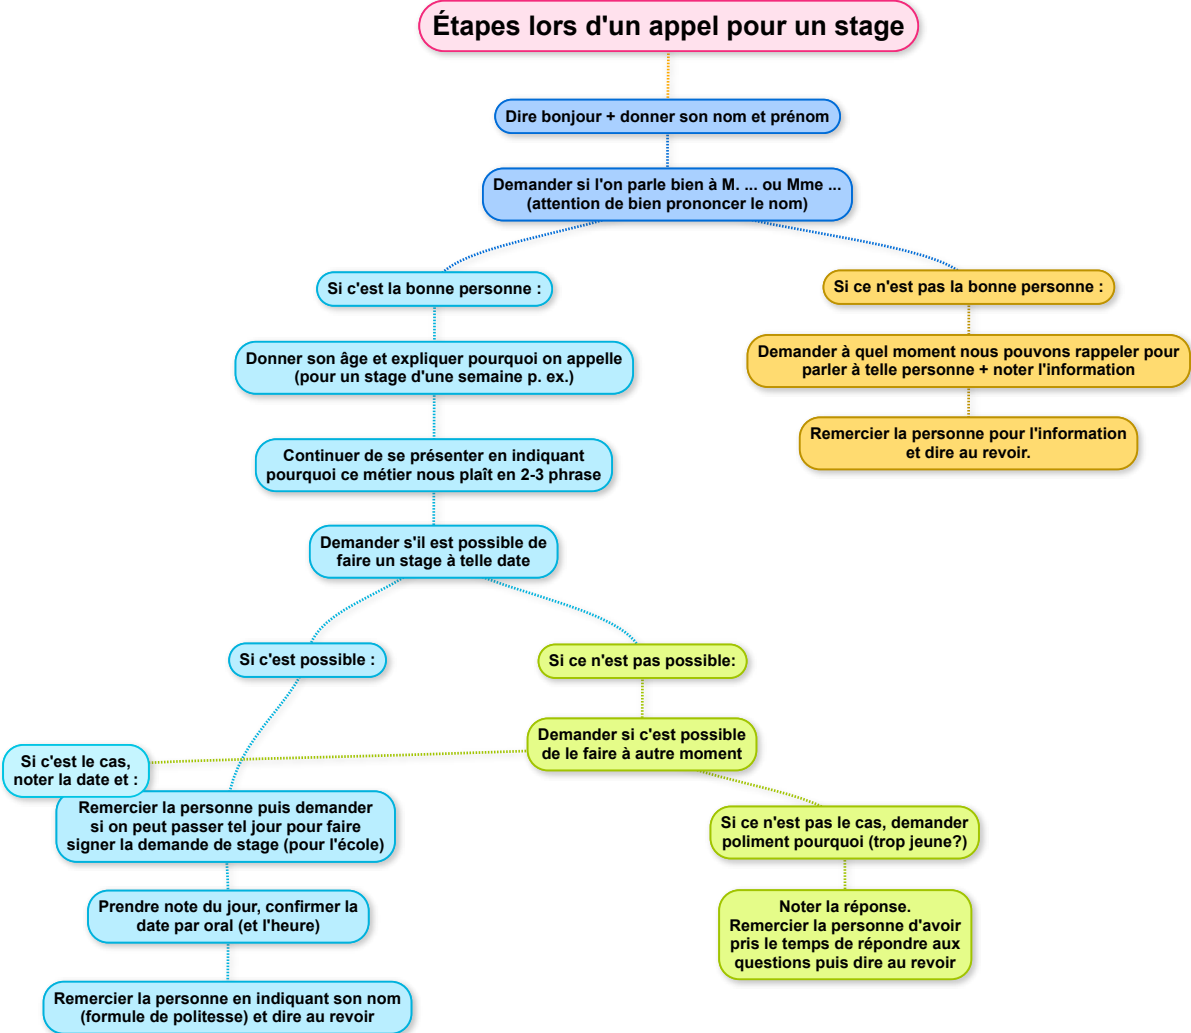 Étapes lors d'un appel pour un stage
Dire bonjour + donner son nom et prénom
Demander si l'on parle bien à M. ... ou Mme ...
(attention de bien prononcer le nom)
Si c'est la bonne personne :
Donner son âge et expliquer pourquoi on appelle
(pour un stage d'une semaine p. ex.)
Continuer de se présenter en indiquant
pourquoi ce métier nous plaît en 2-3 phrase
Demander s'il est possible de
faire un stage à telle date
Si ce n'est pas la bonne personne :
Demander à quel moment nous pouvons rappeler pour
parler à telle personne + noter l'information
Remercier la personne pour l'information
et dire au revoir.
Si c'est possible :
Si ce n'est pas possible:
Demander si c'est possible
de le faire à autre moment
Si c'est le cas,
noter la date et :
Remercier la personne puis demander
si on peut passer tel jour pour faire
signer la demande de stage (pour l'école)
Prendre note du jour, confirmer la
date par oral (et l'heure)
Remercier la personne en indiquant son nom
(formule de politesse) et dire au revoir
Si ce n'est pas le cas, demander
poliment pourquoi (trop jeune?)
Noter la réponse.
Remercier la personne d'avoir
pris le temps de répondre aux
questions puis dire au revoir